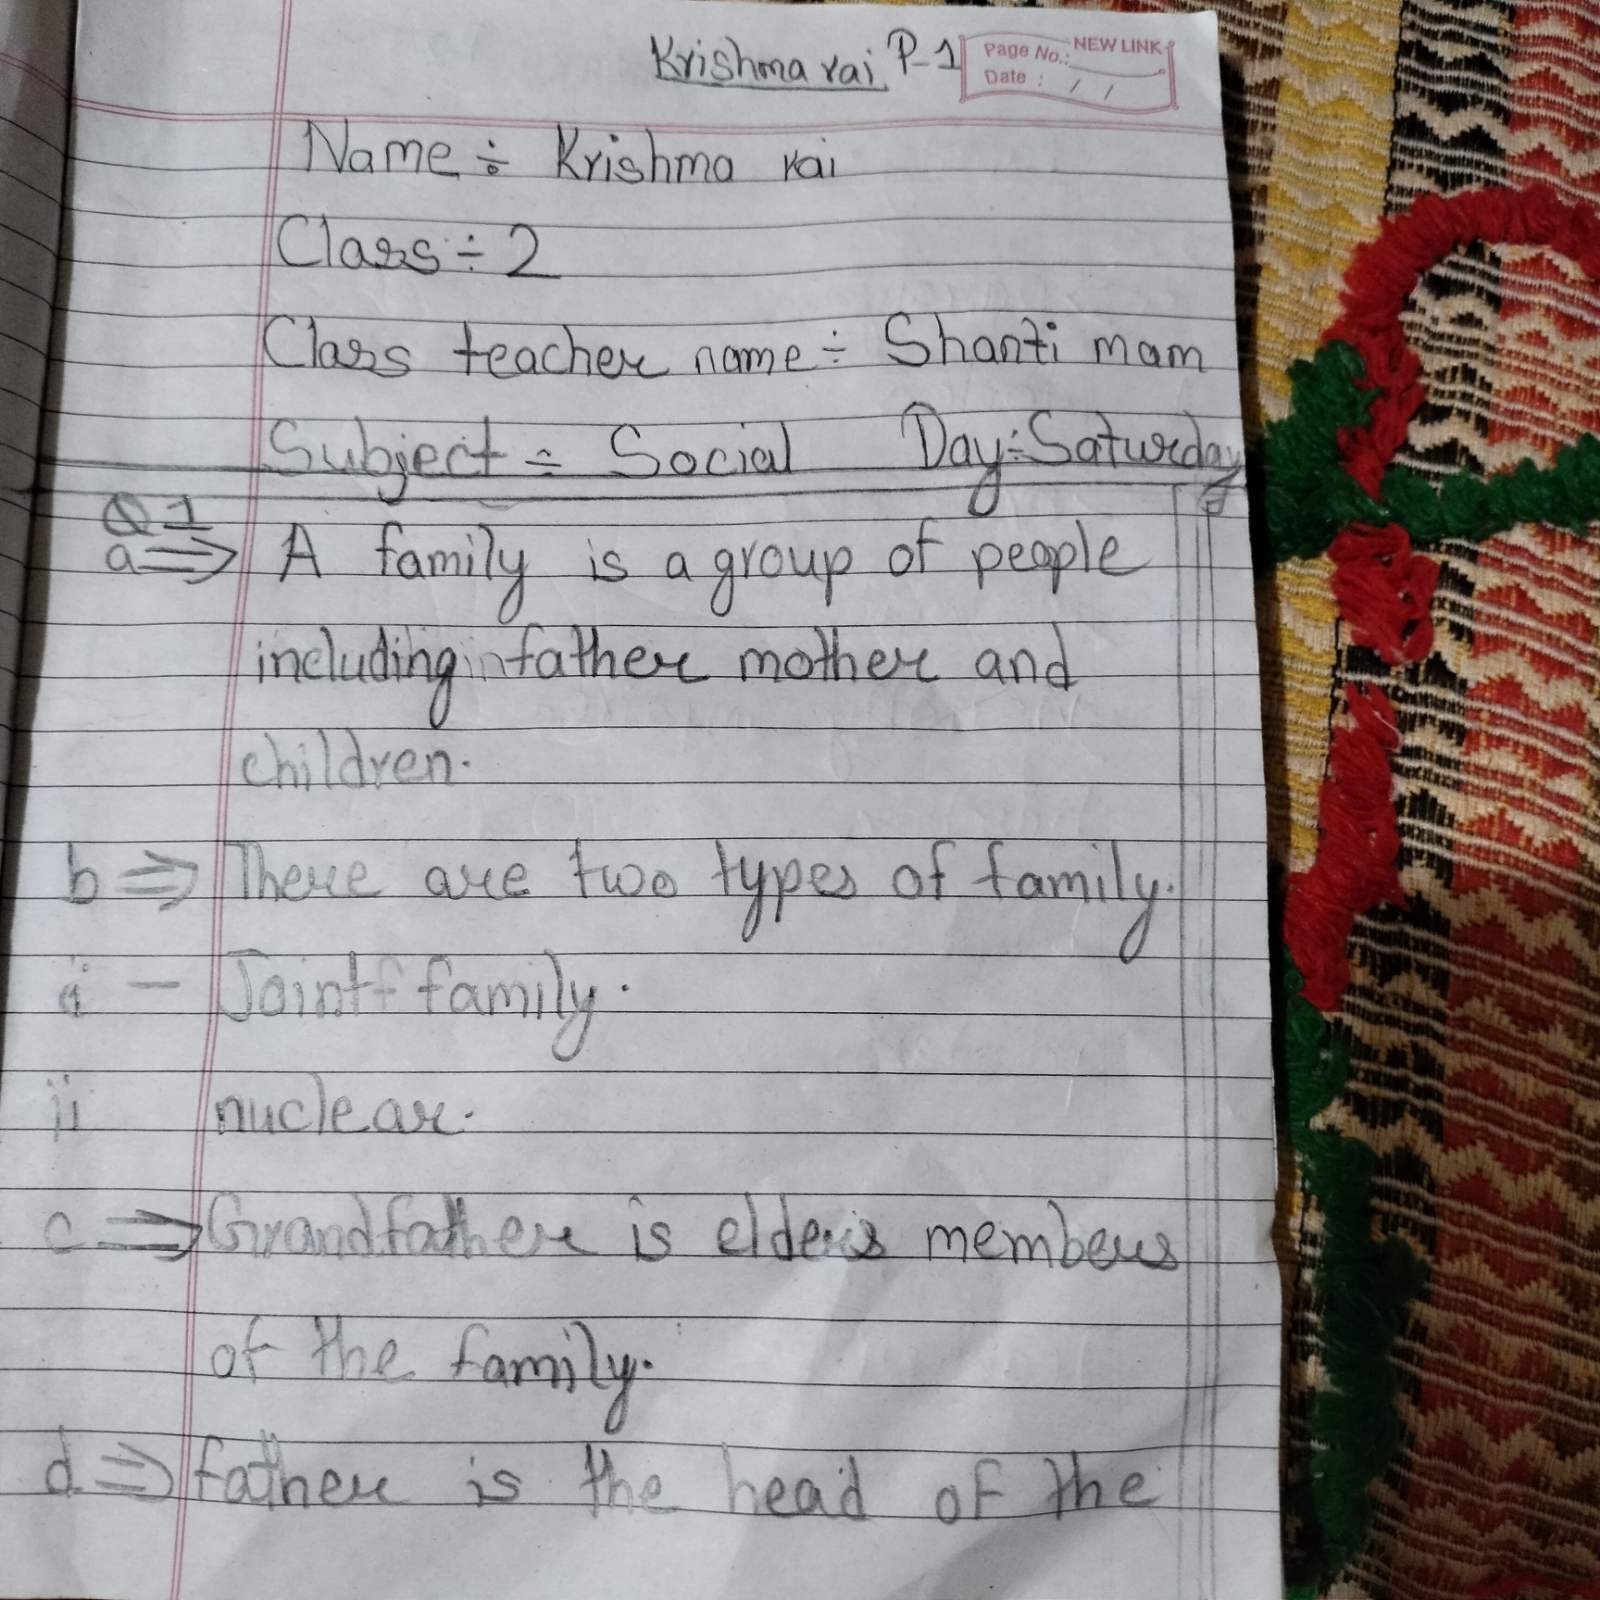 Krishma rai P-1 Page No.: NEW LINK
Date : / /
Name ÷ Krishma rai
Class ÷ 2
Class teacher name ÷ Shanti mam
Subject ÷ Social Day ÷ Saturday
Q 1
a ⇒ A family is a group of people
including father mother and
children.
b ⇒ There are two types of family.
i - Joint family.
ii nuclear.
c ⇒ Grandfather is elders members
of the family.
d ⇒ father is the head of the